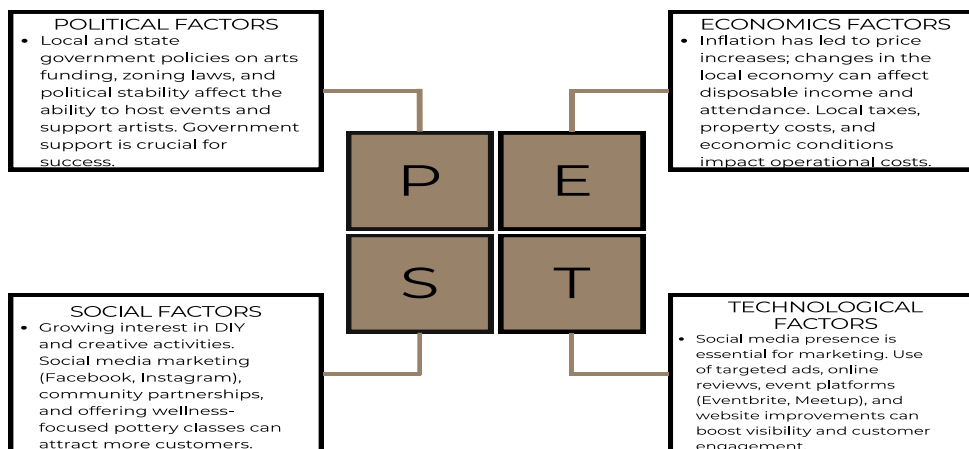 POLITICAL FACTORS
• Local and state
government policies on arts
funding, zoning laws, and
political stability affect the
ability to host events and
support artists. Government
support is crucial for
success.
ECONOMICS FACTORS
• Inflation has led to price
increases; changes in the
local economy can affect
disposable income and
attendance. Local taxes,
property costs, and
economic conditions
impact operational costs.
P
E
S
T
SOCIAL FACTORS
• Growing interest in DIY
and creative activities.
Social media marketing
(Facebook, Instagram),
community partnerships,
and offering wellness-
focused pottery classes can
attract more customers.
TECHNOLOGICAL
FACTORS
• Social media presence is
essential for marketing. Use
of targeted ads, online
reviews, event platforms
(Eventbrite, Meetup), and
website improvements can
boost visibility and customer
engagement.